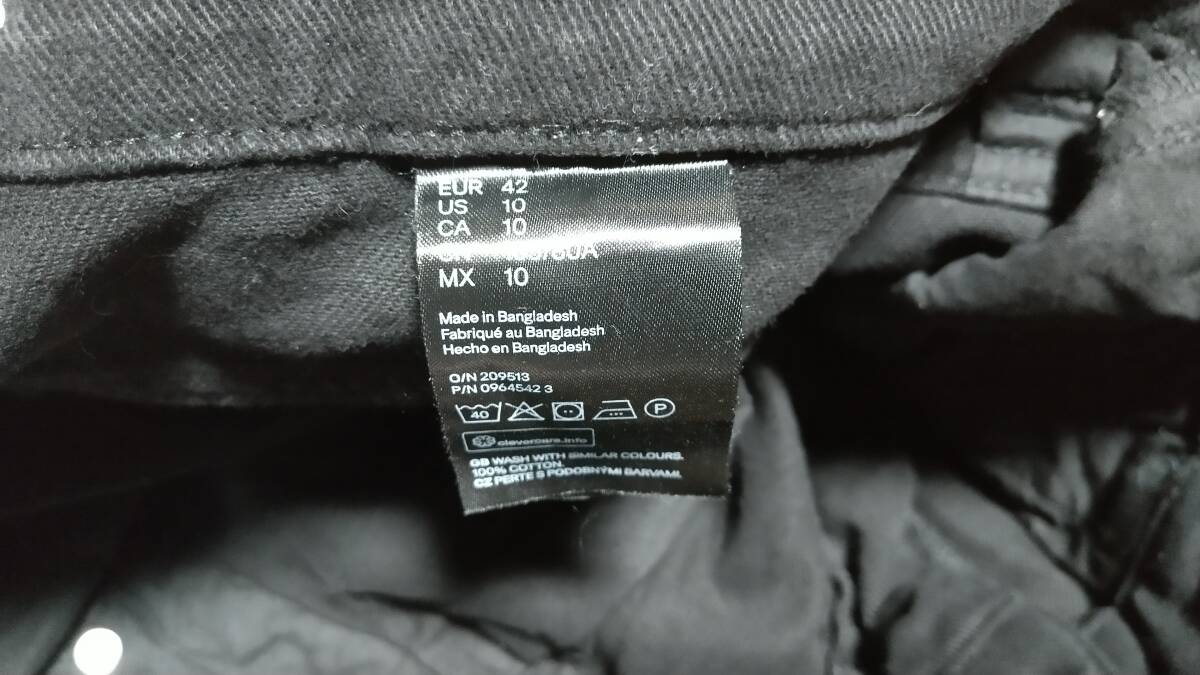 EUR 42
US 10
CA 10
MX 10
Made in Bangladesh
Fabriqué au Bangladesh
Hecho en Bangladesh
O/N 209513
P/N 0964542 3
40
P
clevercare.info
GB WASH WITH SIMILAR COLOURS.
100% COTTON.
CZ PERTE S PODOBNÝMI BARVAMI.